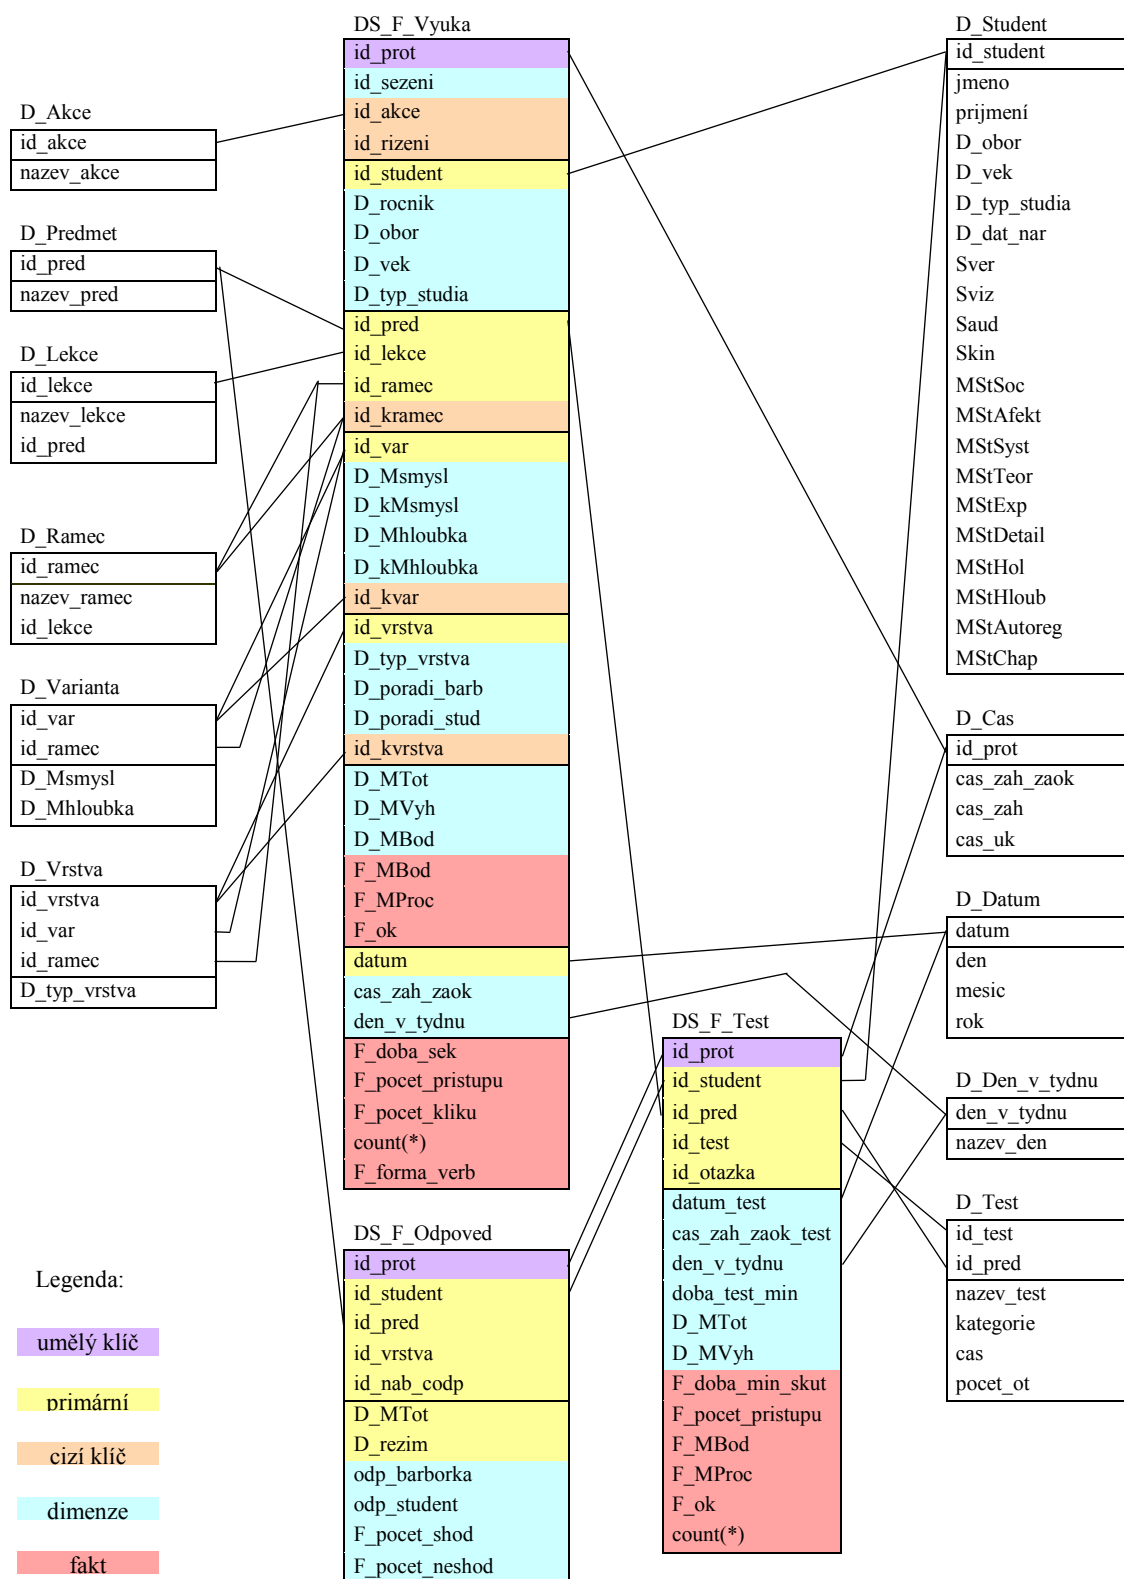 D_Akce
id_akce
nazev_akce
D_Predmet
id_pred
nazev_pred
D_Lekce
id_lekce
nazev_lekce
id_pred
D_Ramec
id_ramec
nazev_ramec
id_lekce
D_Varianta
id_var
id_ramec
D_Msmysl
D_Mhloubka
D_Vrstva
id_vrstva
id_var
id_ramec
D_typ_vrstva
Legenda:
umělý klíč
primární
cizí klíč
dimenze
fakt
DS_F_Vyuka
id_prot
id_sezeni
id_akce
id_rizeni
id_student
D_rocnik
D_obor
D_vek
D_typ_studia
id_pred
id_lekce
id_ramec
id_kramec
id_var
D_Msmysl
D_kMsmysl
D_Mhloubka
D_kMhloubka
id_kvar
id_vrstva
D_typ_vrstva
D_poradi_barb
D_poradi_stud
id_kvrstva
D_MTot
D_MVyh
D_MBod
F_MBod
F_MProc
F_ok
datum
cas_zah_zaok
den_v_tydnu
F_doba_sek
F_pocet_pristupu
F_pocet_kliku
count(*)
F_forma_verb
DS_F_Odpoved
id_prot
id_student
id_pred
id_vrstva
id_nab_codp
D_MTot
D_rezim
odp_barborka
odp_student
F_pocet_shod
F_pocet_neshod
DS_F_Test
id_prot
id_student
id_pred
id_test
id_otazka
datum_test
cas_zah_zaok_test
den_v_tydnu
doba_test_min
D_MTot
D_MVyh
F_doba_min_skut
F_pocet_pristupu
F_MBod
F_MProc
F_ok
count(*)
D_Student
id_student
jmeno
prijmení
D_obor
D_vek
D_typ_studia
D_dat_nar
Sver
Sviz
Saud
Skin
MStSoc
MStAfekt
MStSyst
MStTeor
MStExp
MStDetail
MStHol
MStHloub
MStAutoreg
MStChap
D_Cas
id_prot
cas_zah_zaok
cas_zah
cas_uk
D_Datum
datum
den
mesic
rok
D_Den_v_tydnu
den_v_tydnu
nazev_den
D_Test
id_test
id_pred
nazev_test
kategorie
cas
pocet_ot